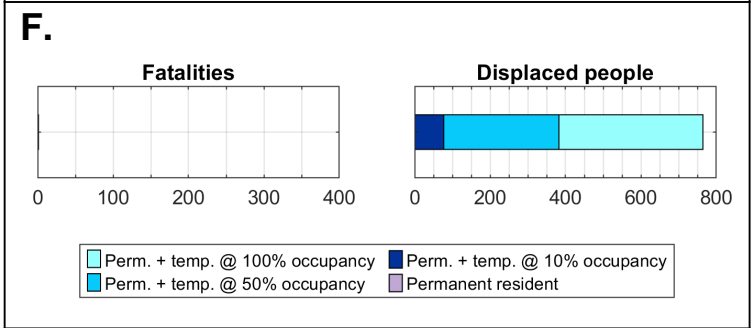 F.
Fatalities
0 100 200 300 400
Displaced people
0 200 400 600 800
Perm. + temp. @ 100% occupancy
Perm. + temp. @ 10% occupancy
Perm. + temp. @ 50% occupancy
Permanent resident